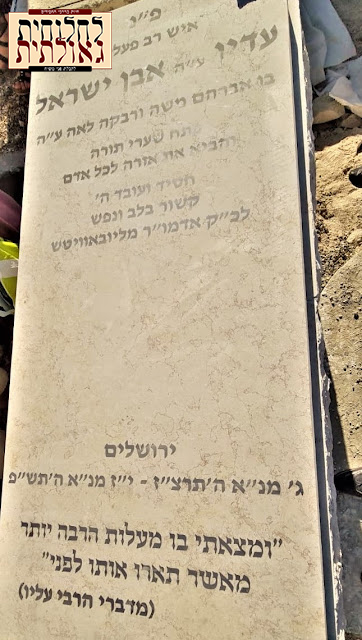 לחלוחית
גאולתית
פ״נ
איש רב פעלים
עדין ע״ה אבן ישראל
בן אברהם משה ורבקה לאה ע״ה
פתח שערי תורה
והביא את אורה לכל אדם
חסיד ועובד ה׳
קשור בלב ונפש
לכ״ק אדמו״ר מליובאוויטש
ירושלים
ג׳ מנ״א ה׳תרצ״ז - י״ז מנ״א ה׳תש״פ
"ומצאתי בו מעלות הרבה יותר
מאשר תארו אותו לפני"
(מדברי הרבי עליו)